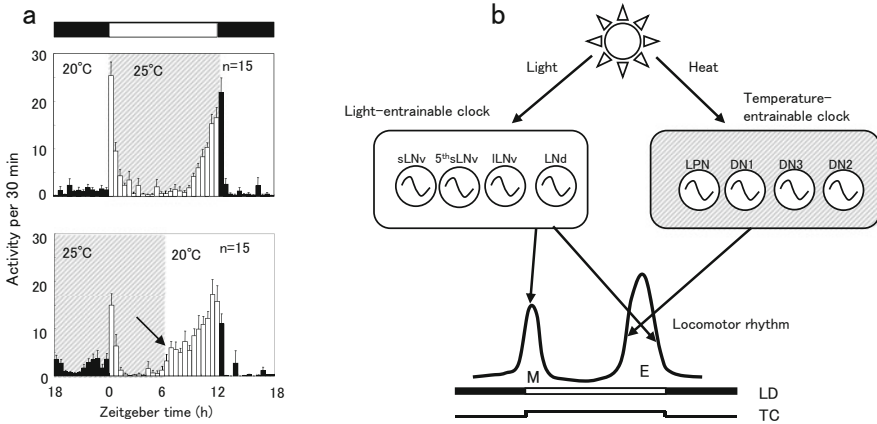 a
30
20°C
25°C
n=15
20
10
0
30
25°C
20°C
n=15
20
10
0
18
0
6
12
18
Activity per 30 min
Zeitgeber time (h)
b
Light
Heat
Light-entrainable clock
Temperature-
entrainable clock
sLNv 5thsLNv lLNv LNd
LPN DN1 DN3 DN2
Locomotor rhythm
M
E
LD
TC